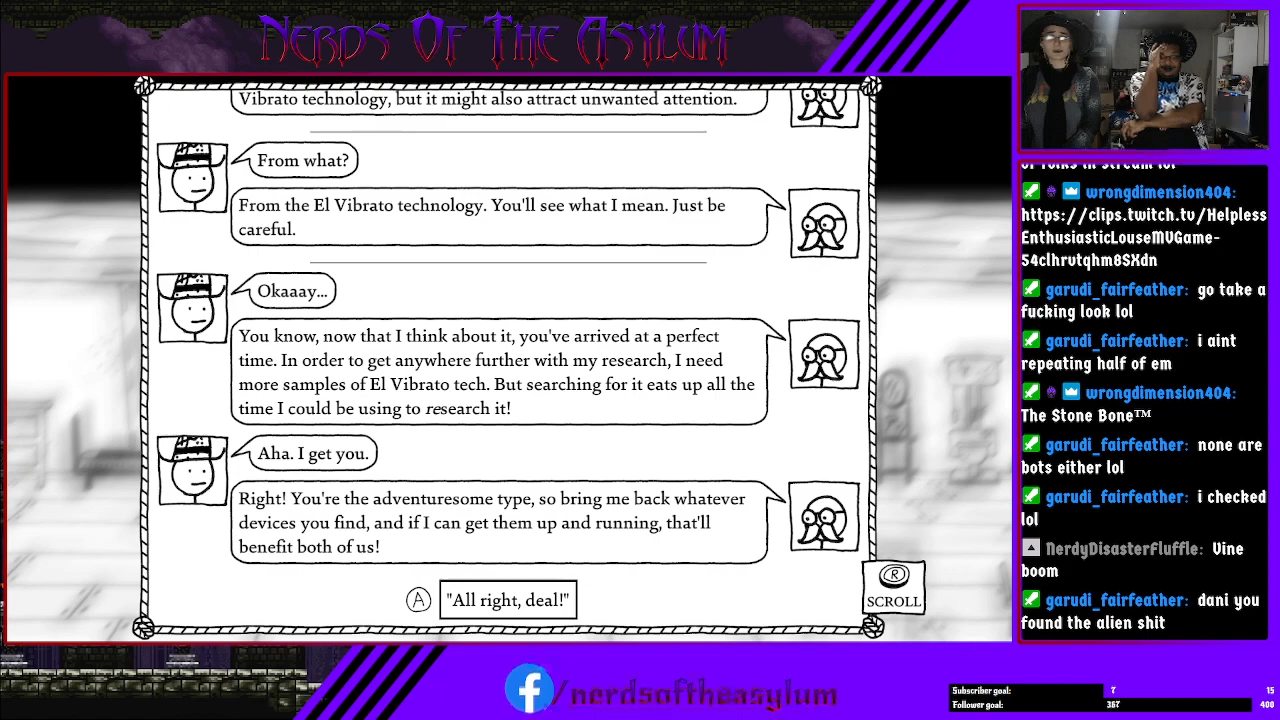 Nerds Of The Asylum
Vibrato technology, but it might also attract unwanted attention.
From what?
From the El Vibrato technology. You'll see what I mean. Just be
careful.
Okaaay...
You know, now that I think about it, you've arrived at a perfect
time. In order to get anywhere further with my research, I need
more samples of El Vibrato tech. But searching for it eats up all the
time I could be using to research it!
Aha. I get you.
Right! You're the adventuresome type, so bring me back whatever
devices you find, and if I can get them up and running, that'll
benefit both of us!
A "All right, deal!"
R
SCROLL
wrongdimension404:
https://clips.twitch.tv/Helpless
EnthusiasticLouseMVGame-
54clhrvtqhm8SXdn
garudi_fairfeather: go take a
fucking look lol
garudi_fairfeather: i aint
repeating half of em
wrongdimension404:
The Stone Bone™
garudi_fairfeather: none are
bots either lol
garudi_fairfeather: i checked
lol
NerdyDisasterFluffle: Vine
boom
garudi_fairfeather: dani you
found the alien shit
f/nerdsoftheasylum
Subscriber goal: 7 15
Follower goal: 367 400